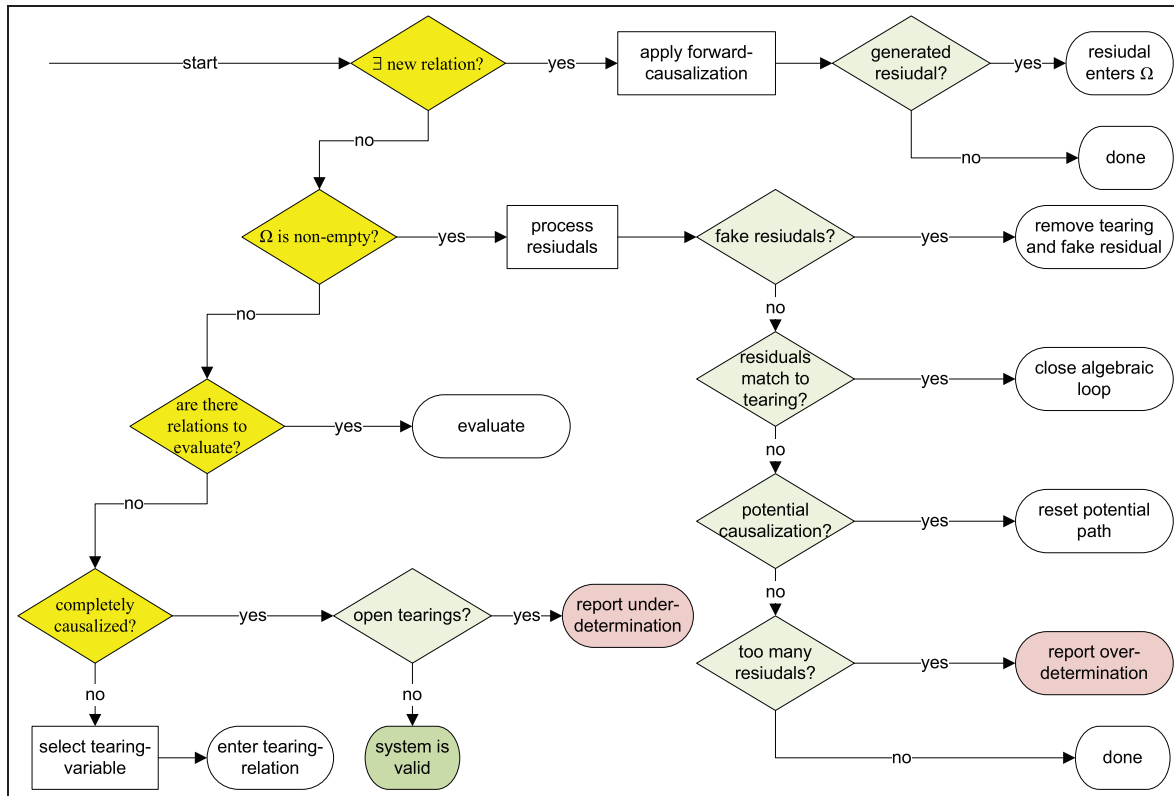 start
∃ new relation?
yes
apply forward-
causalization
generated
resiudal?
yes
resiudal
enters Ω
no
no
done
Ω is non-empty?
yes
process
resiudals
fake resiudals?
yes
remove tearing
and fake residual
no
no
residuals
match to
tearing?
yes
close algebraic
loop
are there
relations to
evaluate?
yes
evaluate
no
no
potential
causalization?
yes
reset potential
path
no
completely
causalized?
yes
open tearings?
yes
report under-
determination
too many
resiudals?
yes
report over-
determination
no
no
select tearing-
variable
enter tearing-
relation
system is
valid
no
done